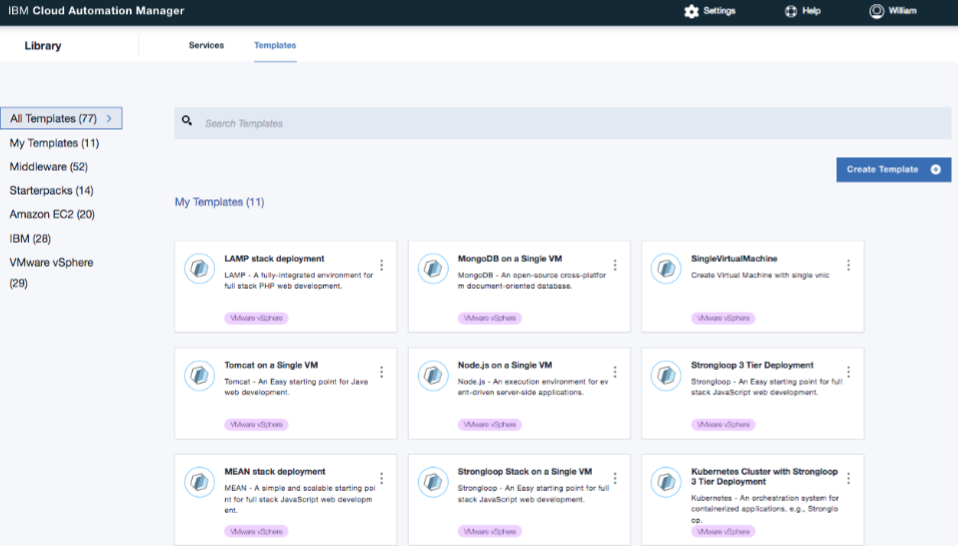 IBM Cloud Automation Manager
Settings
Help
William
Library
Services
Templates
All Templates (77)
My Templates (11)
Middleware (52)
Starterpacks (14)
Amazon EC2 (20)
IBM (28)
VMware vSphere
(29)
Search Templates
Create Template
My Templates (11)
LAMP stack deployment
LAMP - A fully-integrated environment for
full stack PHP web development.
VMware vSphere
MongoDB on a Single VM
MongoDB - An open-source cross-platfor
m document-oriented database.
VMware vSphere
SingleVirtualMachine
Create Virtual Machine with single vnic
VMware vSphere
Tomcat on a Single VM
Tomcat - An Easy starting point for Java
web development.
VMware vSphere
Node.js on a Single VM
Node.js - An execution environment for ev
ent-driven server-side applications.
VMware vSphere
Strongloop 3 Tier Deployment
Strongloop - An Easy starting point for full
stack JavaScript web development.
VMware vSphere
MEAN stack deployment
MEAN - A simple and scalable starting poi
nt for full stack JavaScript web developm
ent.
VMware vSphere
Strongloop Stack on a Single VM
Strongloop - An Easy starting point for full
stack JavaScript web development.
VMware vSphere
Kubernetes Cluster with Strongloop
3 Tier Deployment
Kubernetes - An orchestration system for
containerized applications, e.g., Stronglo
op.
VMware vSphere